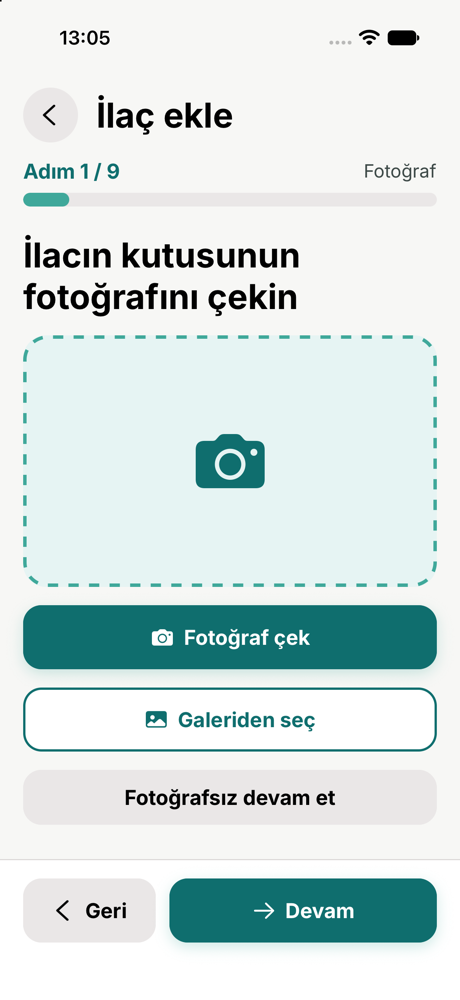 13:05
İlaç ekle
Adım 1 / 9
Fotoğraf
İlacın kutusunun
fotoğrafını çekin
Fotoğraf çek
Galeriden seç
Fotoğrafsız devam et
Geri
Devam